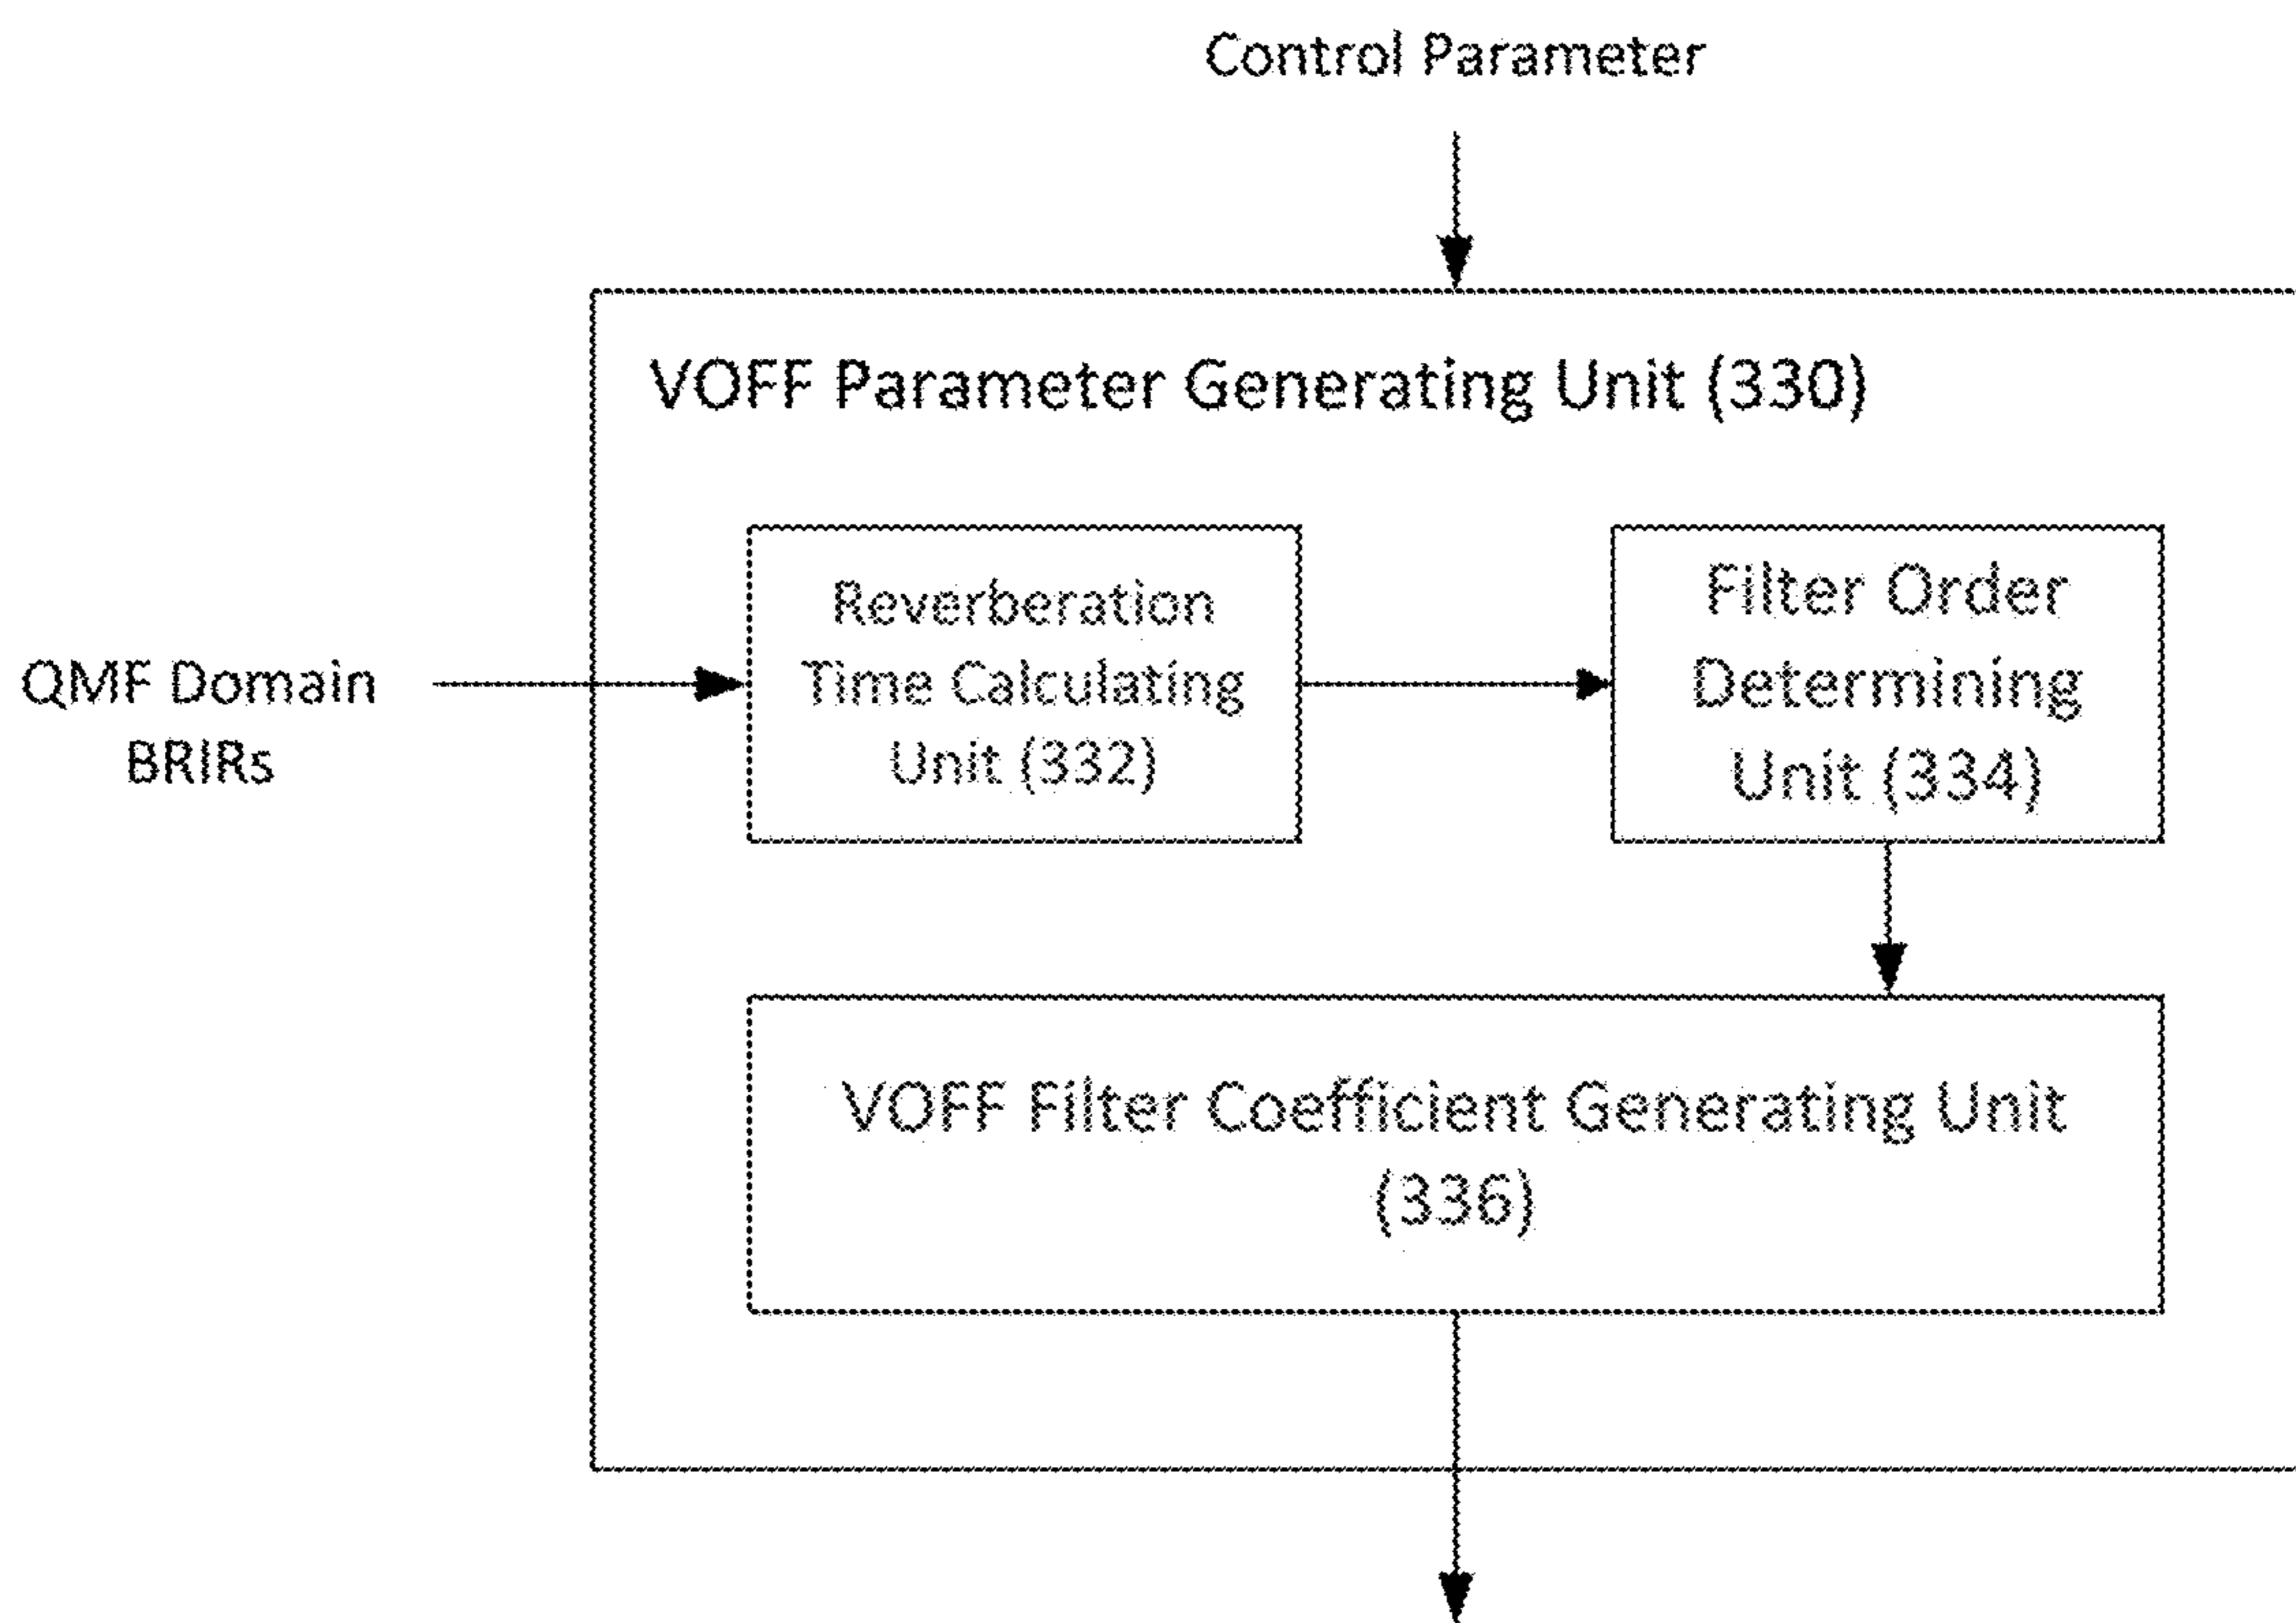 Control Parameter
VOFF Parameter Generating Unit (330)
QMF Domain
BRIRs
Reverberation
Time Calculating
Unit (332)
Filter Order
Determining
Unit (334)
VOFF Filter Coefficient Generating Unit
(336)